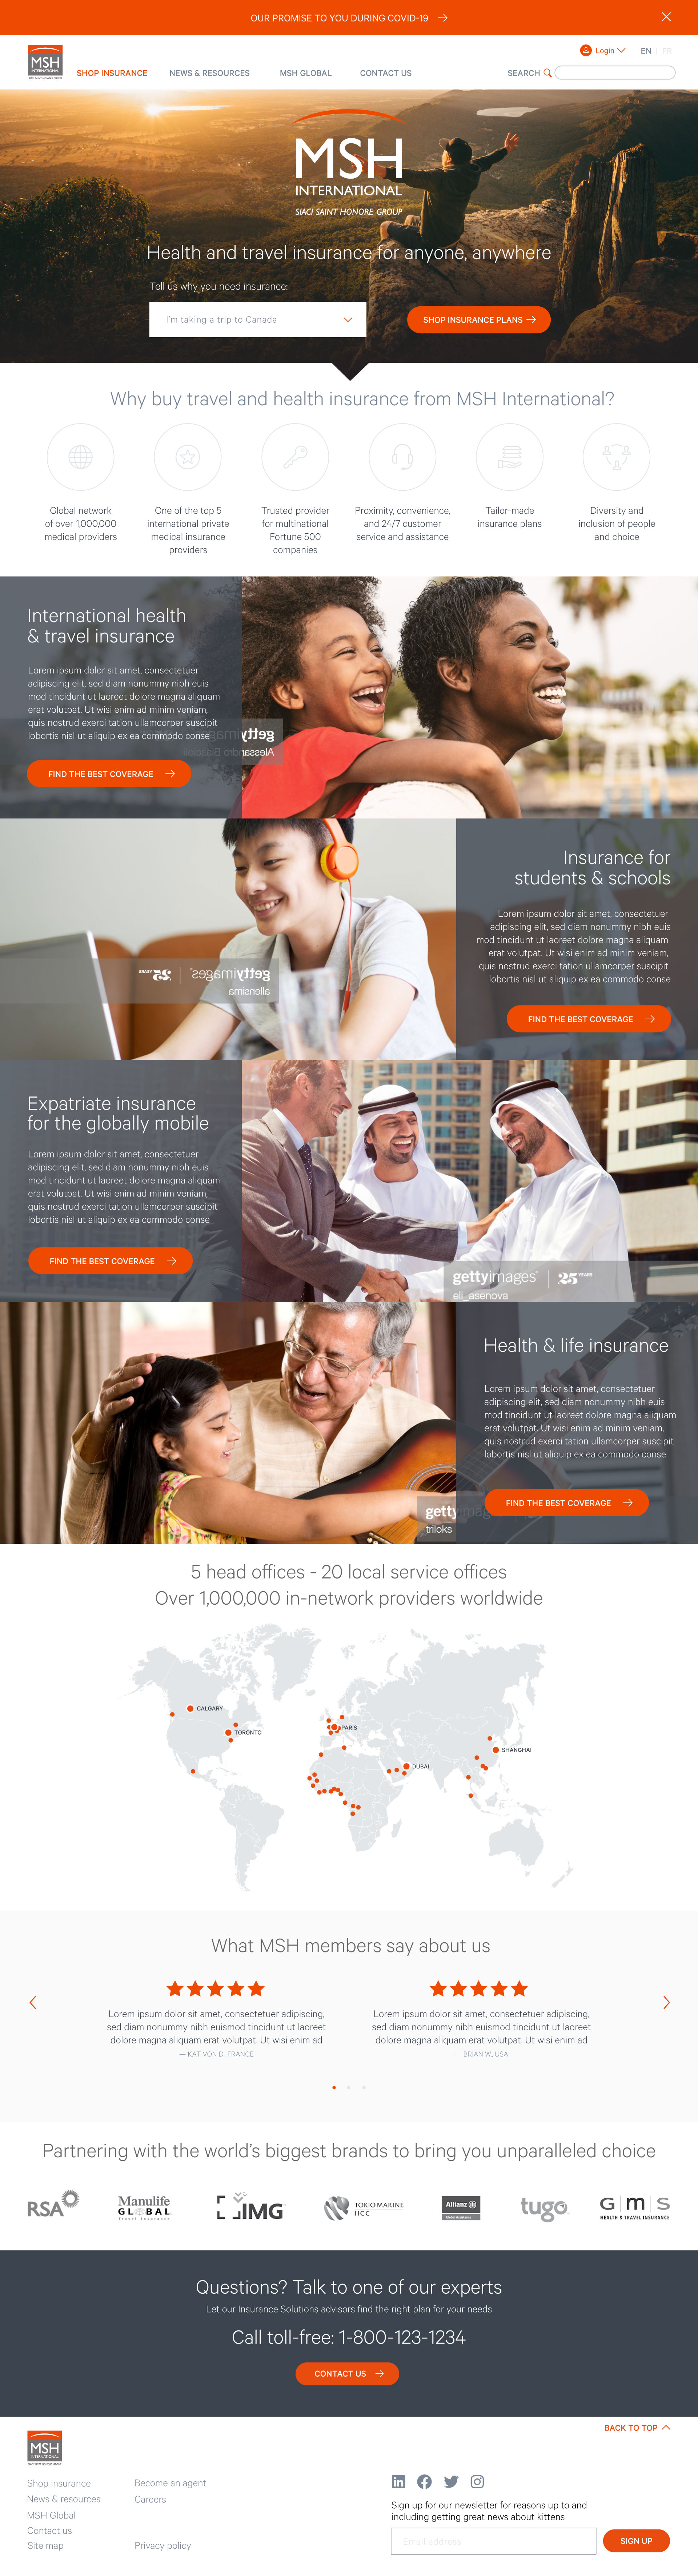 OUR PROMISE TO YOU DURING COVID-19
MSH
INTERNATIONAL
Login
EN | FR
SHOP INSURANCE
NEWS & RESOURCES
MSH GLOBAL
CONTACT US
SEARCH
MSH
INTERNATIONAL
SIACI SAINT HONORE GROUP
Health and travel insurance for anyone, anywhere
Tell us why you need insurance:
I'm taking a trip to Canada
SHOP INSURANCE PLANS
Why buy travel and health insurance from MSH International?
Global network
of over 1,000,000
medical providers
One of the top 5
international private
medical insurance
providers
Trusted provider
for multinational
Fortune 500
companies
Proximity, convenience,
and 24/7 customer
service and assistance
Tailor-made
insurance plans
Diversity and
inclusion of people
and choice
International health
& travel insurance
Lorem ipsum dolor sit amet, consectetuer
adipiscing elit, sed diam nonummy nibh euis
mod tincidunt ut laoreet dolore magna aliquam
erat volutpat. Ut wisi enim ad minim veniam,
quis nostrud exerci tation ullamcorper suscipit
lobortis nisl ut aliquip ex ea commodo conse
gettyimages
FIND THE BEST COVERAGE
Insurance for
students & schools
Lorem ipsum dolor sit amet, consectetuer
adipiscing elit, sed diam nonummy nibh euis
mod tincidunt ut laoreet dolore magna aliquam
erat volutpat. Ut wisi enim ad minim veniam,
quis nostrud exerci tation ullamcorper suscipit
lobortis nisl ut aliquip ex ea commodo conse
gettyimages | 25 YEARS
allensima
FIND THE BEST COVERAGE
Expatriate insurance
for the globally mobile
Lorem ipsum dolor sit amet, consectetuer
adipiscing elit, sed diam nonummy nibh euis
mod tincidunt ut laoreet dolore magna aliquam
erat volutpat. Ut wisi enim ad minim veniam,
quis nostrud exerci tation ullamcorper suscipit
lobortis nisl ut aliquip ex ea commodo conse
FIND THE BEST COVERAGE
gettyimages | 25 YEARS
eli_asenova
Health & life insurance
Lorem ipsum dolor sit amet, consectetuer
adipiscing elit, sed diam nonummy nibh euis
mod tincidunt ut laoreet dolore magna aliquam
erat volutpat. Ut wisi enim ad minim veniam,
quis nostrud exerci tation ullamcorper suscipit
lobortis nisl ut aliquip ex ea commodo conse
FIND THE BEST COVERAGE
gettyimages
triloks
5 head offices - 20 local service offices
Over 1,000,000 in-network providers worldwide
CALGARY
TORONTO
PARIS
DUBAI
SHANGHAI
What MSH members say about us
Lorem ipsum dolor sit amet, consectetuer adipiscing,
sed diam nonummy nibh euismod tincidunt ut laoreet
dolore magna aliquam erat volutpat. Ut wisi enim ad
— KAT VON D., FRANCE
Lorem ipsum dolor sit amet, consectetuer adipiscing,
sed diam nonummy nibh euismod tincidunt ut laoreet
dolore magna aliquam erat volutpat. Ut wisi enim ad
— BRIAN W., USA
Partnering with the world's biggest brands to bring you unparalleled choice
RSA
Manulife
GLOBAL
Travel Insurance
IMG
TOKIO MARINE
HCC
Allianz
Global Assistance
tugo
G|m|S
HEALTH & TRAVEL INSURANCE
Questions? Talk to one of our experts
Let our Insurance Solutions advisors find the right plan for your needs
Call toll-free: 1-800-123-1234
CONTACT US
BACK TO TOP
MSH
INTERNATIONAL
Shop insurance
News & resources
MSH Global
Contact us
Site map
Become an agent
Careers
Privacy policy
Sign up for our newsletter for reasons up to and
including getting great news about kittens
Email address
SIGN UP